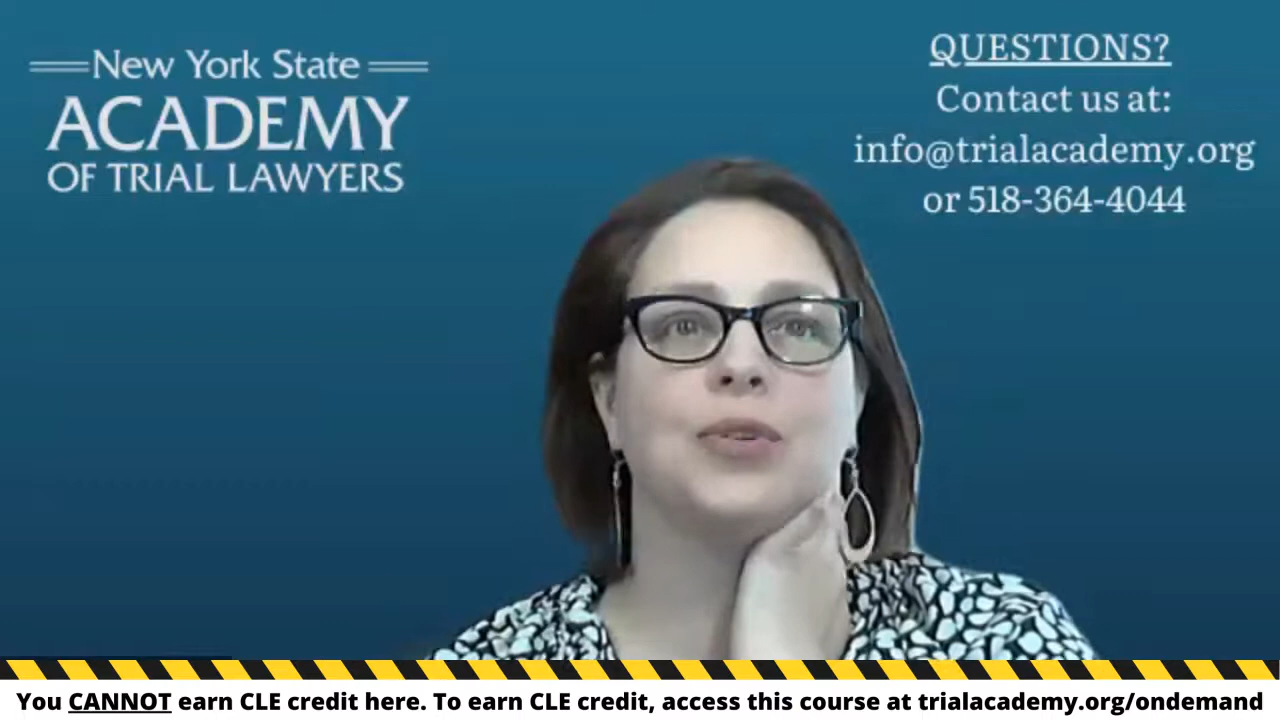 New York State
ACADEMY
OF TRIAL LAWYERS
QUESTIONS?
Contact us at:
info@trialacademy.org
or 518-364-4044
You CANNOT earn CLE credit here. To earn CLE credit, access this course at trialacademy.org/ondemand